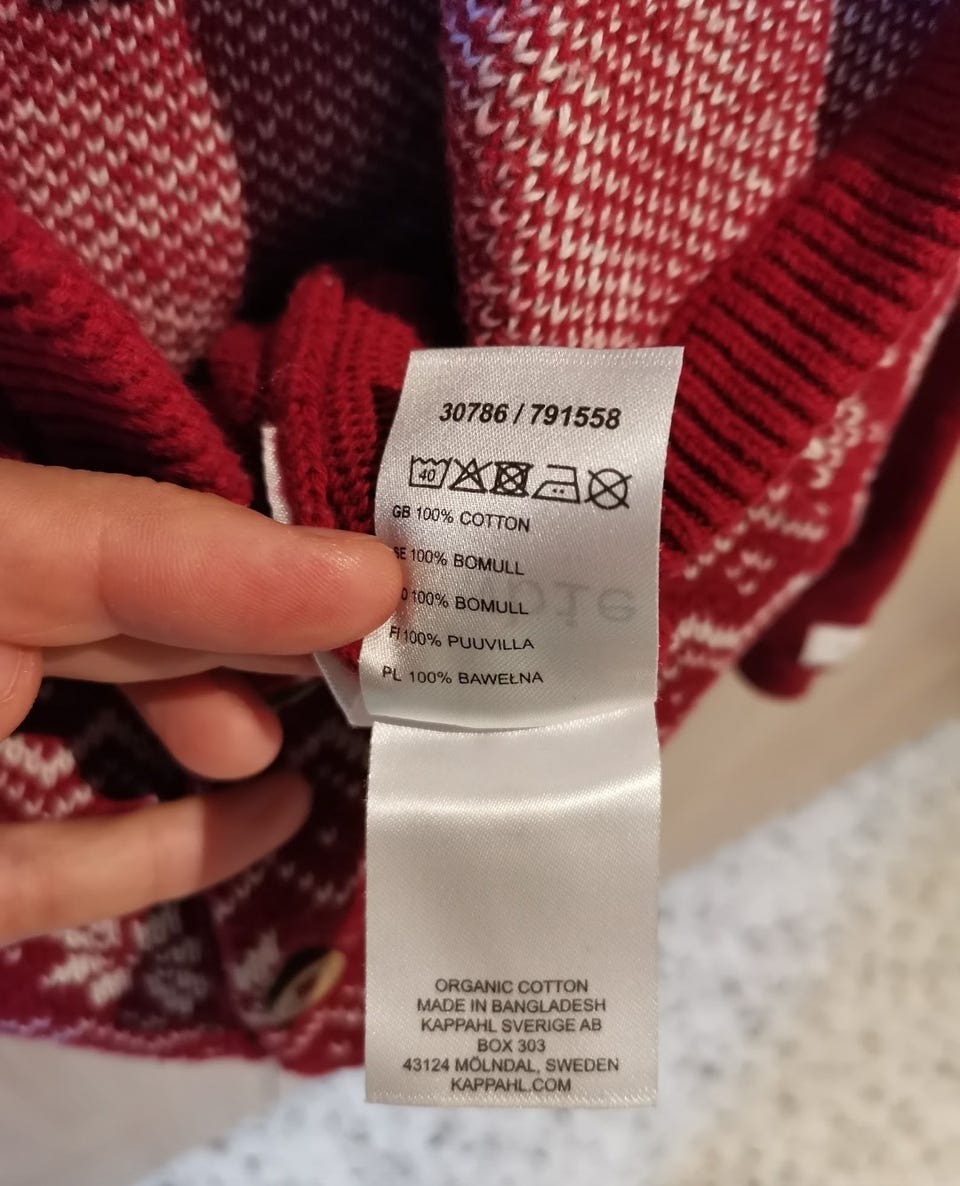 30786 / 791558
40
GB 100% COTTON
SE 100% BOMULL
100% BOMULL
FI 100% PUUVILLA
PL 100% BAWEŁNA
ORGANIC COTTON
MADE IN BANGLADESH
KAPPAHL SVERIGE AB
BOX 303
43124 MÖLNDAL, SWEDEN
KAPPAHL.COM